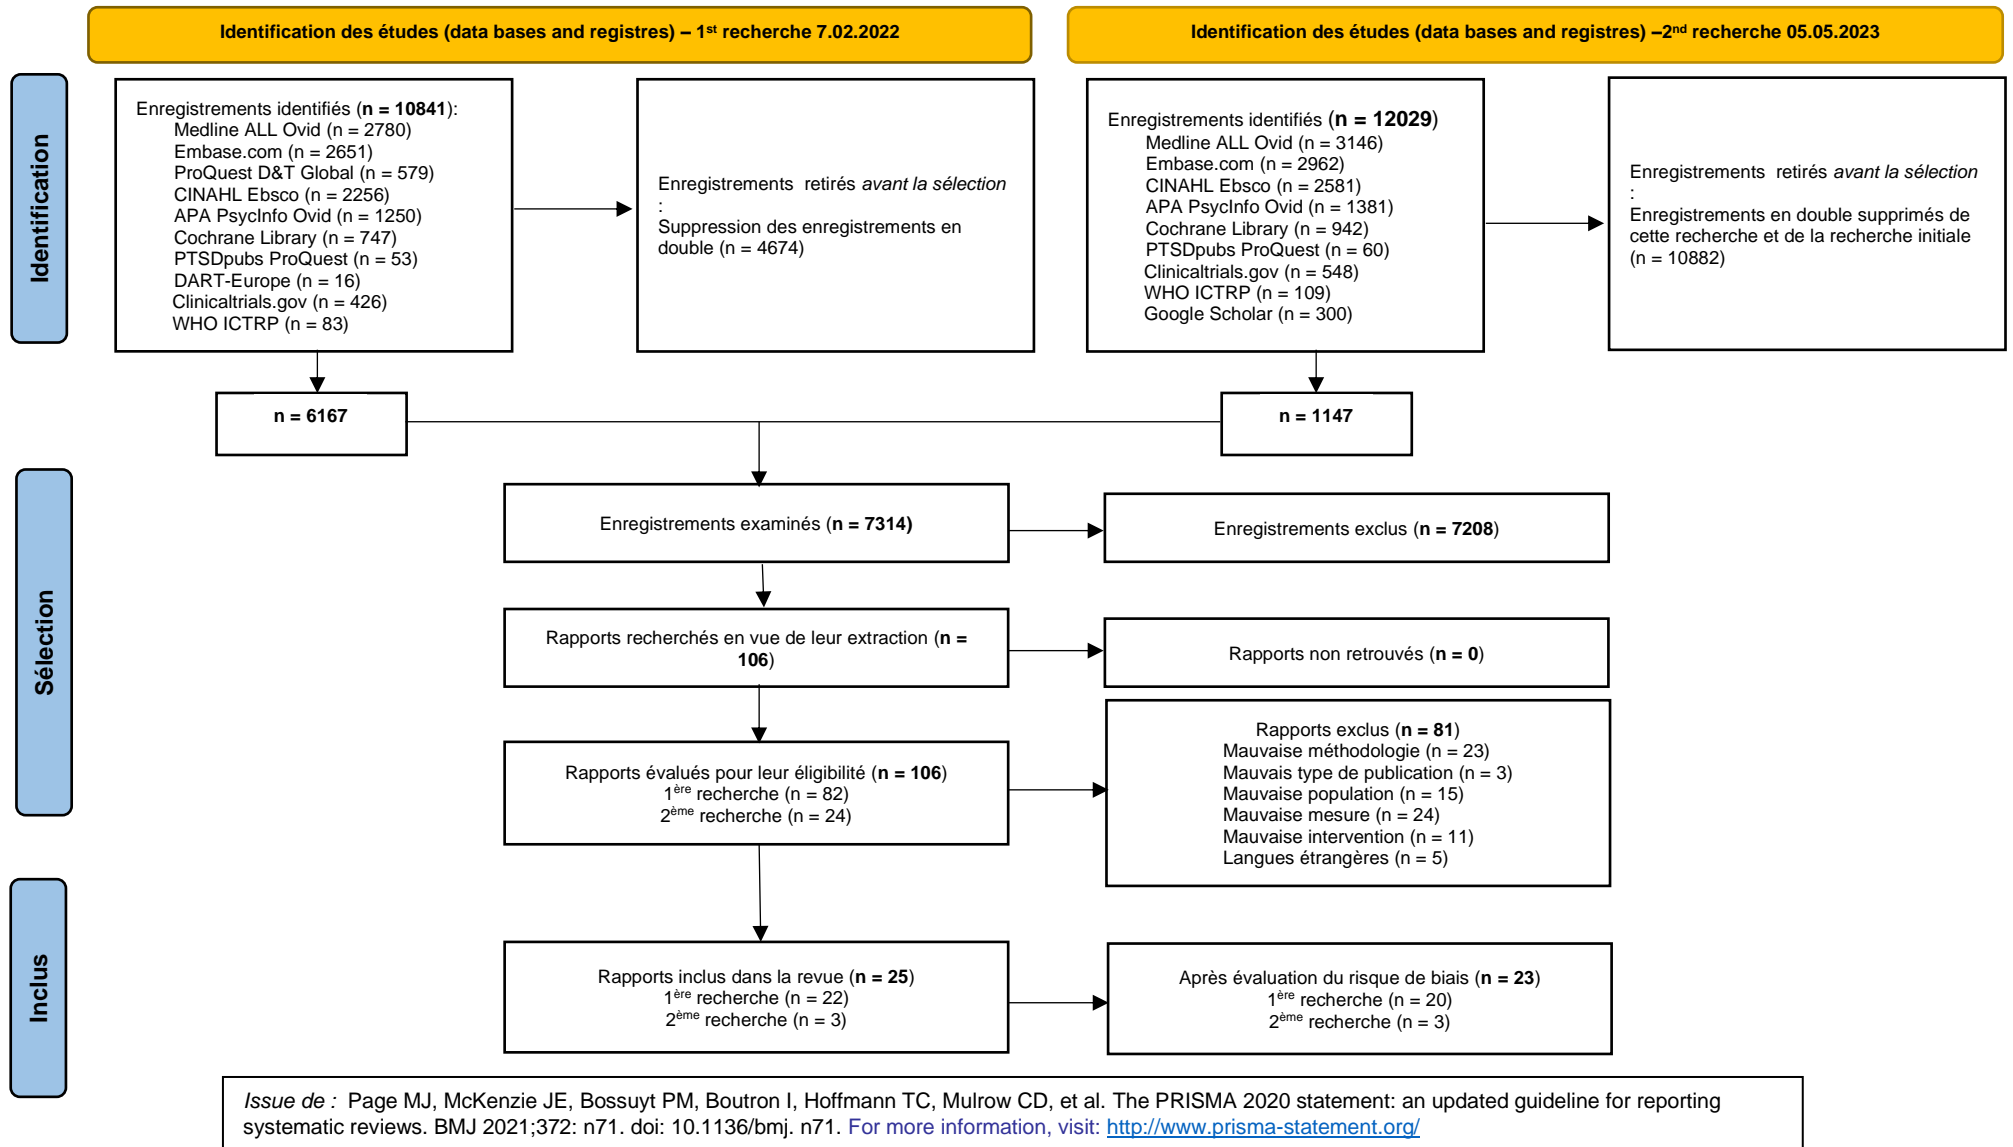 Identification des études (data bases and registres) – 1st recherche 7.02.2022
Identification des études (data bases and registres) –2nd recherche 05.05.2023
Identification
Enregistrements identifiés (n = 10841):
Medline ALL Ovid (n = 2780)
Embase.com (n = 2651)
ProQuest D&T Global (n = 579)
CINAHL Ebsco (n = 2256)
APA PsycInfo Ovid (n = 1250)
Cochrane Library (n = 747)
PTSDpubs ProQuest (n = 53)
DART-Europe (n = 16)
Clinicaltrials.gov (n = 426)
WHO ICTRP (n = 83)
Enregistrements retirés avant la sélection
:
Suppression des enregistrements en
double (n = 4674)
Enregistrements identifiés (n = 12029)
Medline ALL Ovid (n = 3146)
Embase.com (n = 2962)
CINAHL Ebsco (n = 2581)
APA PsycInfo Ovid (n = 1381)
Cochrane Library (n = 942)
PTSDpubs ProQuest (n = 60)
Clinicaltrials.gov (n = 548)
WHO ICTRP (n = 109)
Google Scholar (n = 300)
Enregistrements retirés avant la sélection
:
Enregistrements en double supprimés de
cette recherche et de la recherche initiale
(n = 10882)
n = 6167
n = 1147
Sélection
Enregistrements examinés (n = 7314)
Enregistrements exclus (n = 7208)
Rapports recherchés en vue de leur extraction (n =
106)
Rapports non retrouvés (n = 0)
Rapports évalués pour leur éligibilité (n = 106)
1ère recherche (n = 82)
2ème recherche (n = 24)
Rapports exclus (n = 81)
Mauvaise méthodologie (n = 23)
Mauvais type de publication (n = 3)
Mauvaise population (n = 15)
Mauvaise mesure (n = 24)
Mauvaise intervention (n = 11)
Langues étrangères (n = 5)
Inclus
Rapports inclus dans la revue (n = 25)
1ère recherche (n = 22)
2ème recherche (n = 3)
Après évaluation du risque de biais (n = 23)
1ère recherche (n = 20)
2ème recherche (n = 3)
Issue de : Page MJ, McKenzie JE, Bossuyt PM, Boutron I, Hoffmann TC, Mulrow CD, et al. The PRISMA 2020 statement: an updated guideline for reporting
systematic reviews. BMJ 2021;372: n71. doi: 10.1136/bmj. n71. For more information, visit: http://www.prisma-statement.org/